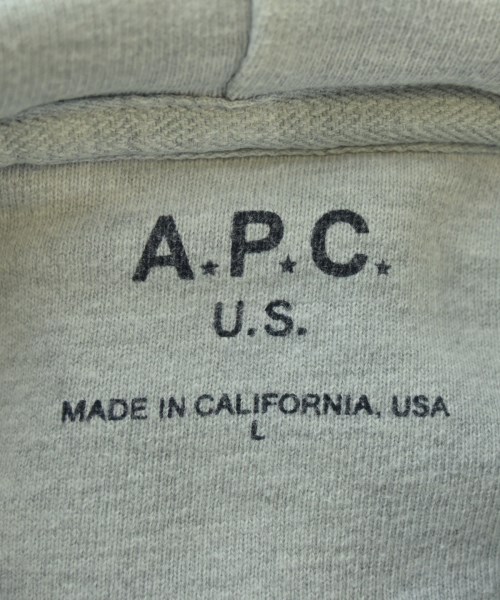 A★P★C★
U.S.
MADE IN CALIFORNIA, USA
L